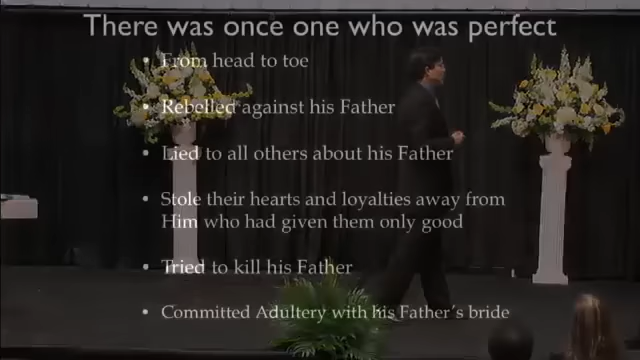 There was once one who was perfect
• From head to toe
• Rebelled against his Father
• Lied to all others about his Father
• Stole their hearts and loyalties away from
Him who had given them only good
• Tried to kill his Father
• Committed Adultery with his Father's bride